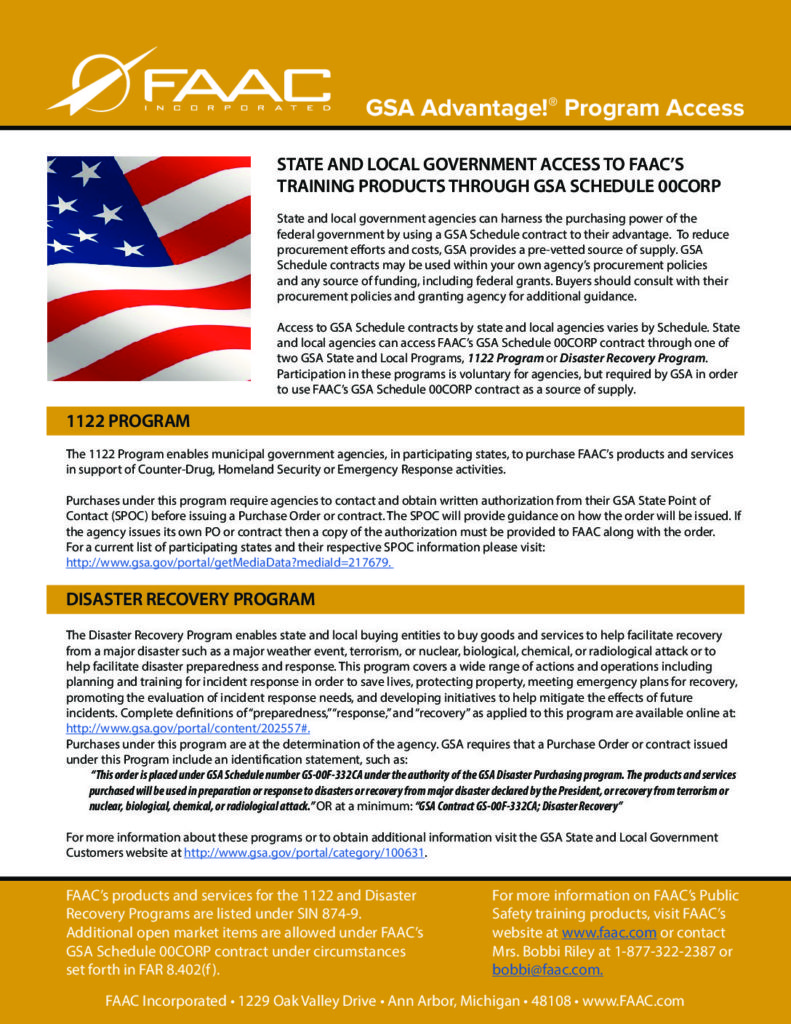 FAAC
INCORPORATED
GSA Advantage!® Program Access
STATE AND LOCAL GOVERNMENT ACCESS TO FAAC'S
TRAINING PRODUCTS THROUGH GSA SCHEDULE 00CORP
State and local government agencies can harness the purchasing power of the
federal government by using a GSA Schedule contract to their advantage. To reduce
procurement efforts and costs, GSA provides a pre-vetted source of supply. GSA
Schedule contracts may be used within your own agency's procurement policies
and any source of funding, including federal grants. Buyers should consult with their
procurement policies and granting agency for additional guidance.
Access to GSA Schedule contracts by state and local agencies varies by Schedule. State
and local agencies can access FAAC's GSA Schedule 00CORP contract through one of
two GSA State and Local Programs, 1122 Program or Disaster Recovery Program.
Participation in these programs is voluntary for agencies, but required by GSA in order
to use FAAC's GSA Schedule 00CORP contract as a source of supply.
1122 PROGRAM
The 1122 Program enables municipal government agencies, in participating states, to purchase FAAC's products and services
in support of Counter-Drug, Homeland Security or Emergency Response activities.
Purchases under this program require agencies to contact and obtain written authorization from their GSA State Point of
Contact (SPOC) before issuing a Purchase Order or contract. The SPOC will provide guidance on how the order will be issued. If
the agency issues its own PO or contract then a copy of the authorization must be provided to FAAC along with the order.
For a current list of participating states and their respective SPOC information please visit:
http://www.gsa.gov/portal/getMediaData?mediaId=217679.
DISASTER RECOVERY PROGRAM
The Disaster Recovery Program enables state and local buying entities to buy goods and services to help facilitate recovery
from a major disaster such as a major weather event, terrorism, or nuclear, biological, chemical, or radiological attack or to
help facilitate disaster preparedness and response. This program covers a wide range of actions and operations including
planning and training for incident response in order to save lives, protecting property, meeting emergency plans for recovery,
promoting the evaluation of incident response needs, and developing initiatives to help mitigate the effects of future
incidents. Complete definitions of "preparedness," "response," and "recovery" as applied to this program are available online at:
http://www.gsa.gov/portal/content/202557#.
Purchases under this program are at the determination of the agency. GSA requires that a Purchase Order or contract issued
under this Program include an identification statement, such as:
"This order is placed under GSA Schedule number GS-00F-332CA under the authority of the GSA Disaster Purchasing program. The products and services
purchased will be used in preparation or response to disasters or recovery from major disaster declared by the President, or recovery from terrorism or
nuclear, biological, chemical, or radiological attack." OR at a minimum: "GSA Contract GS-00F-332CA; Disaster Recovery"
For more information about these programs or to obtain additional information visit the GSA State and Local Government
Customers website at http://www.gsa.gov/portal/category/100631.
FAAC's products and services for the 1122 and Disaster
Recovery Programs are listed under SIN 874-9.
Additional open market items are allowed under FAAC's
GSA Schedule 00CORP contract under circumstances
set forth in FAR 8.402(f).
For more information on FAAC's Public
Safety training products, visit FAAC's
website at www.faac.com or contact
Mrs. Bobbi Riley at 1-877-322-2387 or
bobbi@faac.com.
FAAC Incorporated • 1229 Oak Valley Drive • Ann Arbor, Michigan • 48108 • www.FAAC.com